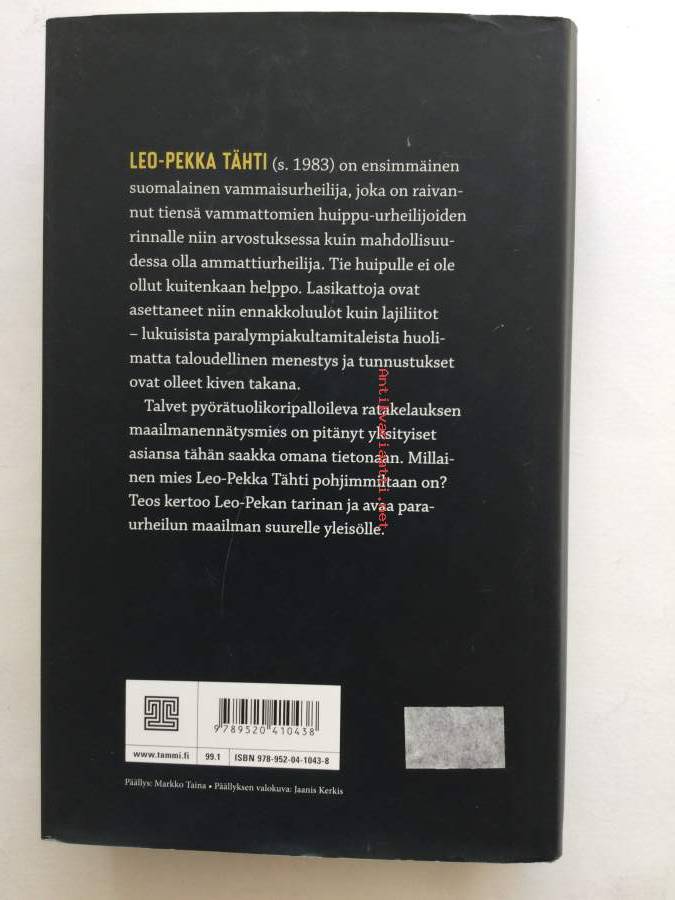 LEO-PEKKA TÄHTI (s. 1983) on ensimmäinen
suomalainen vammaisurheilija, joka on raivan-
nut tiensä vammattomien huippu-urheilijoiden
rinnalle niin arvostuksessa kuin mahdollisuu-
dessa olla ammattiurheilija. Tie huipulle ei ole
ollut kuitenkaan helppo. Lasikattoja ovat
asettaneet niin ennakkoluulot kuin lajiliitot
– lukuisista paralympiakultamitaleista huoli-
matta taloudellinen menestys ja tunnustukset
ovat olleet kiven takana.
Talvet pyörätuolikoripalloileva ratakelauksen
maailmanennätysmies on pitänyt yksityiset
asiansa tähän saakka omana tietonaan. Millai-
nen mies Leo-Pekka Tähti pohjimmiltaan on?
Teos kertoo Leo-Pekan tarinan ja avaa para-
urheilun maailman suurelle yleisölle.
Antikvariaatti.net
9 789520 410438
www.tammi.fi
99.1
ISBN 978-952-04-1043-8
Päällys: Markko Taina • Päällyksen valokuva: Jaanis Kerkis